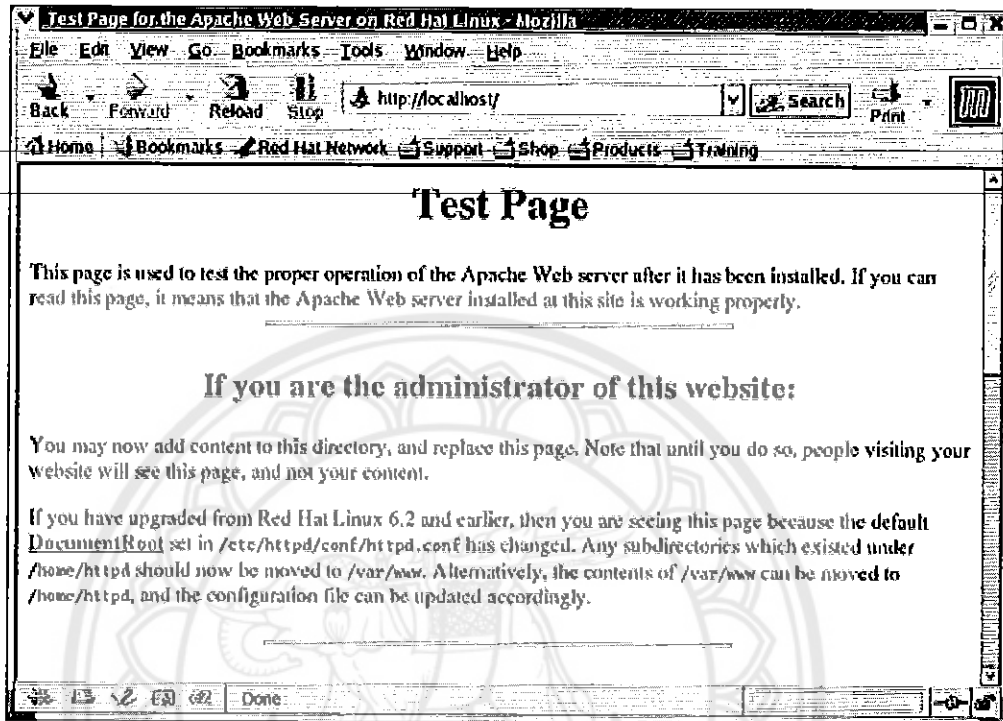 Test Page for the Apache Web Server on Red Hat Linux - Mozilla
File Edit View Go Bookmarks Tools Window Help
Back Forward Reload Stop http://localhost/ Search Print
Home Bookmarks Red Hat Network Support Shop Products Training
Test Page
This page is used to test the proper operation of the Apache Web server after it has been installed. If you can
read this page, it means that the Apache Web server installed at this site is working properly.
If you are the administrator of this website:
You may now add content to this directory, and replace this page. Note that until you do so, people visiting your
website will see this page, and not your content.
If you have upgraded from Red Hat Linux 6.2 and earlier, then you are seeing this page because the default
DocumentRoot set in /etc/httpd/conf/httpd.conf has changed. Any subdirectories which existed under
/home/httpd should now be moved to /var/www. Alternatively, the contents of /var/www can be moved to
/home/httpd, and the configuration file can be updated accordingly.
Done